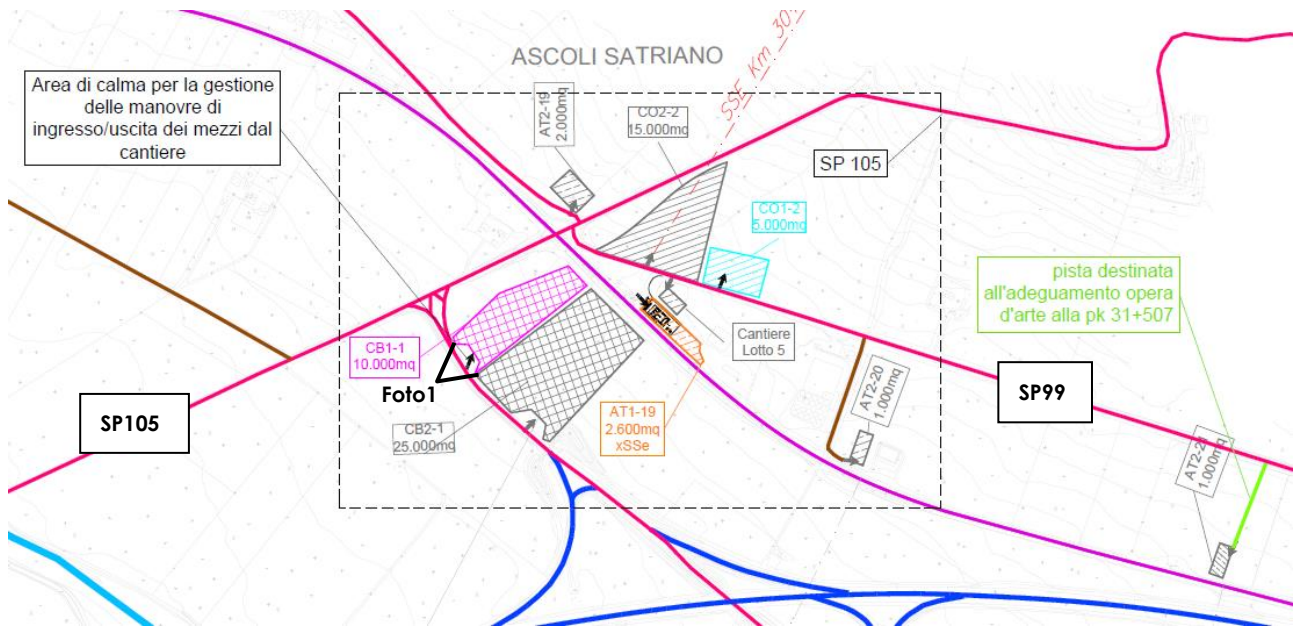 ASCOLI SATRIANO
SSE Km 30
Area di calma per la gestione
delle manovre di
ingresso/uscita dei mezzi dal
cantiere
AT2-19
2.000mq
CO2-2
15.000mq
SP 105
CO1-2
5.000mq
pista destinata
all'adeguamento opera
d'arte alla pk 31+507
CB1-1
10.000mq
Cantiere
Lotto 5
Foto1
SP105
CB2-1
25.000mq
AT1-19
2.600mq
xSSe
AT2-20
1.000mq
SP99
AT2-21
1.000mq